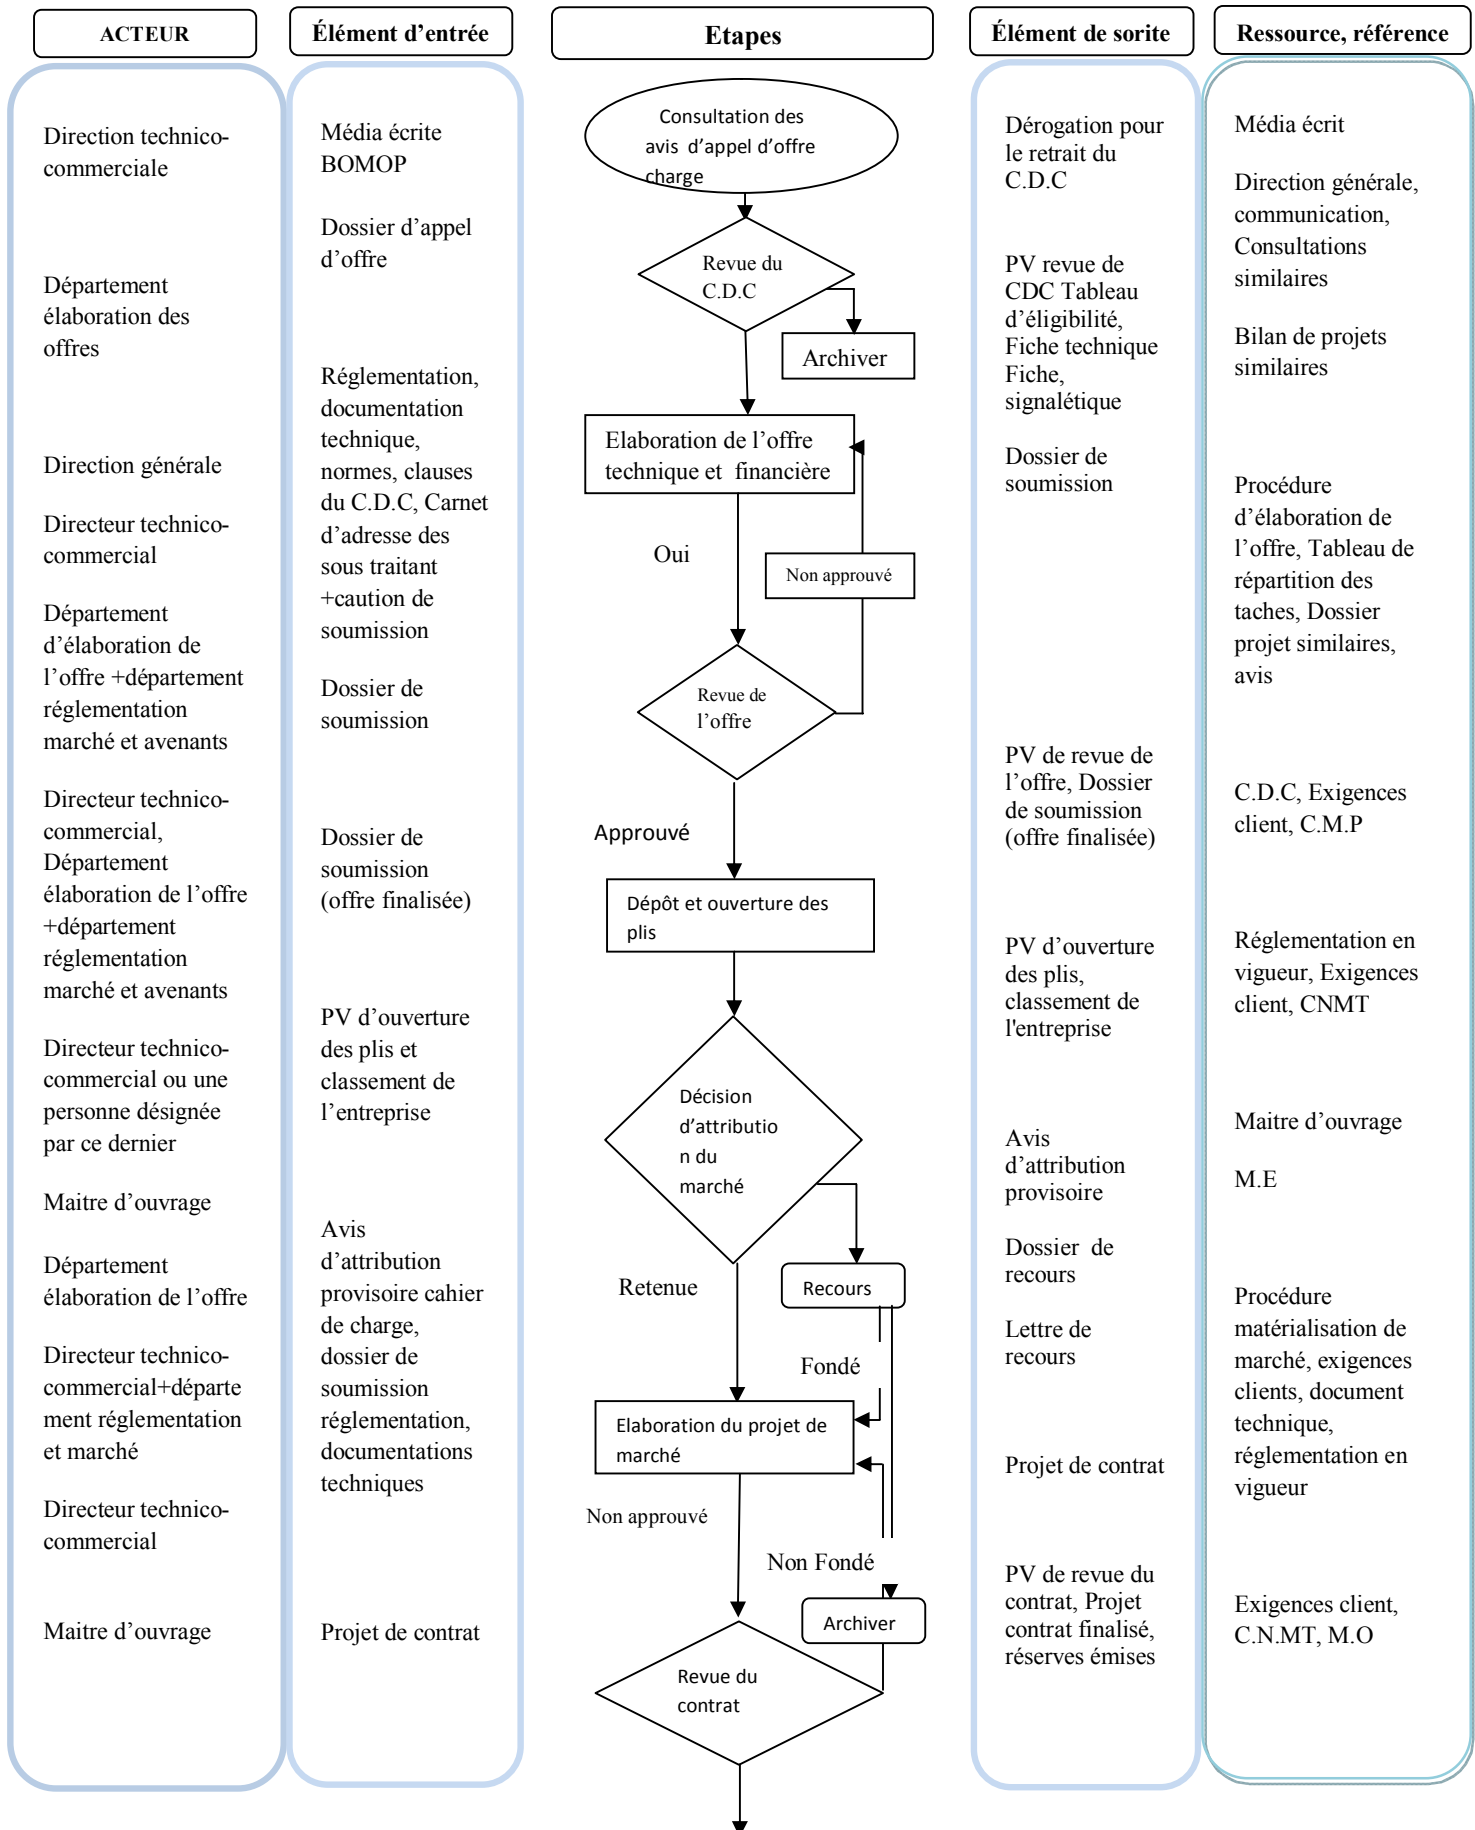 ACTEUR
Élément d’entrée
Etapes
Élément de sorite
Ressource, référence
Direction technico-
commerciale
Département
élaboration des
offres
Direction générale
Directeur technico-
commercial
Département
d’élaboration de
l’offre +département
réglementation
marché et avenants
Directeur technico-
commercial,
Département
élaboration de l’offre
+département
réglementation
marché et avenants
Directeur technico-
commercial ou une
personne désignée
par ce dernier
Maitre d’ouvrage
Département
élaboration de l’offre
Directeur technico-
commercial+départe
ment réglementation
et marché
Directeur technico-
commercial
Maitre d’ouvrage
Média écrite
BOMOP
Dossier d’appel
d’offre
Réglementation,
documentation
technique,
normes, clauses
du C.D.C, Carnet
d’adresse des
sous traitant
+caution de
soumission
Dossier de
soumission
Dossier de
soumission
(offre finalisée)
PV d’ouverture
des plis et
classement de
l’entreprise
Avis
d’attribution
provisoire cahier
de charge,
dossier de
soumission
réglementation,
documentations
techniques
Projet de contrat
Consultation des
avis d’appel d’offre
charge
Revue du
C.D.C
Archiver
Elaboration de l’offre
technique et financière
Oui
Non approuvé
Revue de
l’offre
Approuvé
Dépôt et ouverture des
plis
Décision
d’attributio
n du
marché
Retenue
Recours
Fondé
Elaboration du projet de
marché
Non approuvé
Non Fondé
Archiver
Revue du
contrat
Dérogation pour
le retrait du
C.D.C
PV revue de
CDC Tableau
d’éligibilité,
Fiche technique
Fiche,
signalétique
Dossier de
soumission
PV de revue de
l’offre, Dossier
de soumission
(offre finalisée)
PV d’ouverture
des plis,
classement de
l'entreprise
Avis
d’attribution
provisoire
Dossier de
recours
Lettre de
recours
Projet de contrat
PV de revue du
contrat, Projet
contrat finalisé,
réserves émises
Média écrit
Direction générale,
communication,
Consultations
similaires
Bilan de projets
similaires
Procédure
d’élaboration de
l’offre, Tableau de
répartition des
taches, Dossier
projet similaires,
avis
C.D.C, Exigences
client, C.M.P
Réglementation en
vigueur, Exigences
client, CNMT
Maitre d’ouvrage
M.E
Procédure
matérialisation de
marché, exigences
clients, document
technique,
réglementation en
vigueur
Exigences client,
C.N.MT, M.O